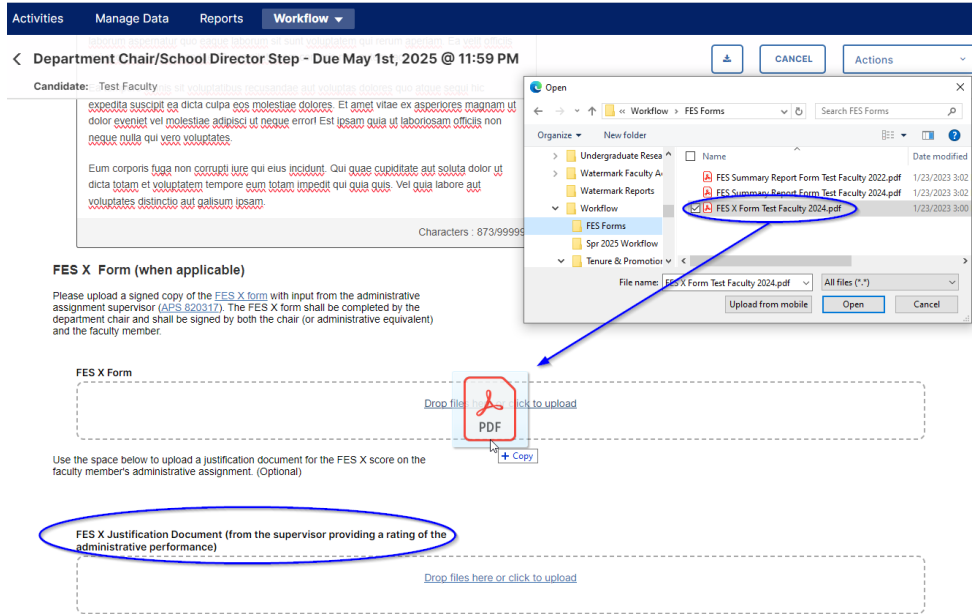 Activities Manage Data Reports Workflow
Department Chair/School Director Step - Due May 1st, 2025 @ 11:59 PM
CANCEL
Actions
Candidate: Test Faculty
expedita suscipit ea dicta culpa eos molestiae dolores. Et amet vitae ex asperiores magnam ut
dolor eveniet vel molestiae adipisci ut neque error! Est ipsam quia ut laboriosam officiis non
neque nulla qui vero voluptates.
Eum corporis fuga non corrupti iure qui eius incidunt. Qui quae cupiditate aut soluta dolor ut
dicta totam et voluptatem tempore eum totam impedit qui quia quis. Vel quia labore aut
voluptates distinctio aut galisum ipsam.
Characters : 873/99999
Open
« Workflow > FES Forms
Search FES Forms
Organize New folder
Undergraduate Resea
Watermark Faculty A
Watermark Reports
Workflow
FES Forms
Spr 2025 Workflow
Tenure & Promotion
Name Date modified
FES Summary Report Form Test Faculty 2022.pdf 1/23/2023 3:02
FES Summary Report Form Test Faculty 2024.pdf 1/23/2023 3:02
FES X Form Test Faculty 2024.pdf 1/23/2023 3:00
File name: FES X Form Test Faculty 2024.pdf All files (*.*)
Upload from mobile Open Cancel
FES X Form (when applicable)
Please upload a signed copy of the FES X form with input from the administrative
assignment supervisor (APS 820317). The FES X form shall be completed by the
department chair and shall be signed by both the chair (or administrative equivalent)
and the faculty member.
FES X Form
Drop files here or click to upload
PDF
+ Copy
Use the space below to upload a justification document for the FES X score on the
faculty member's administrative assignment. (Optional)
FES X Justification Document (from the supervisor providing a rating of the
administrative performance)
Drop files here or click to upload